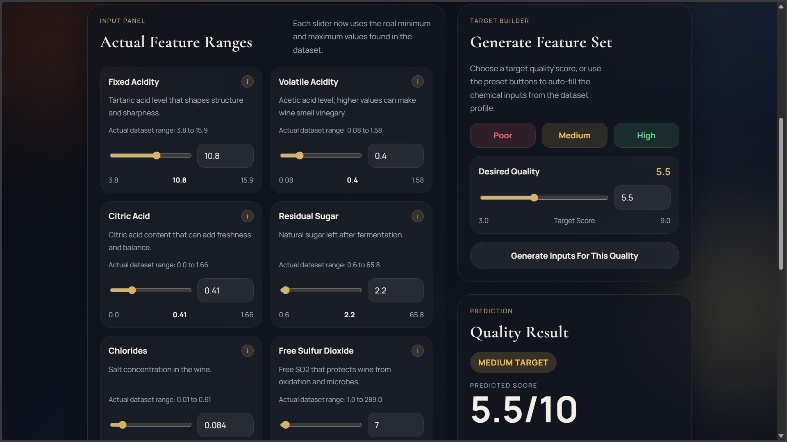 INPUT PANEL
Actual Feature Ranges
Each slider now uses the real minimum
and maximum values found in the
dataset.
Fixed Acidity
i
Tartaric acid level that shapes structure
and sharpness.
Actual dataset range: 3.8 to 15.9
10.8
3.8
10.8
15.9
Volatile Acidity
i
Acetic acid level; higher values can make
wine smell vinegary.
Actual dataset range: 0.08 to 1.58
0.4
0.08
0.4
1.58
Citric Acid
i
Citric acid content that can add freshness
and balance.
Actual dataset range: 0.0 to 1.66
0.41
0.0
0.41
1.66
Residual Sugar
i
Natural sugar left after fermentation.
Actual dataset range: 0.6 to 65.8
2.2
0.6
2.2
65.8
Chlorides
i
Salt concentration in the wine.
Actual dataset range: 0.01 to 0.61
0.084
Free Sulfur Dioxide
i
Free SO2 that protects wine from
oxidation and microbes.
Actual dataset range: 1.0 to 289.0
7
TARGET BUILDER
Generate Feature Set
Choose a target quality score, or use
the preset buttons to auto-fill the
chemical inputs from the dataset
profile.
Poor
Medium
High
Desired Quality
5.5
5.5
3.0
Target Score
9.0
Generate Inputs For This Quality
PREDICTION
Quality Result
MEDIUM TARGET
PREDICTED SCORE
5.5/10